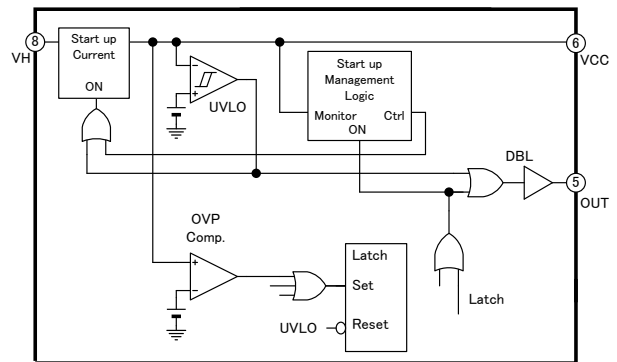 8
VH
Start up
Current
ON
UVLO
Start up
Management
Logic
Monitor Ctrl
ON
6
VCC
DBL
5
OUT
OVP
Comp.
Latch
Set
Reset
UVLO
Latch